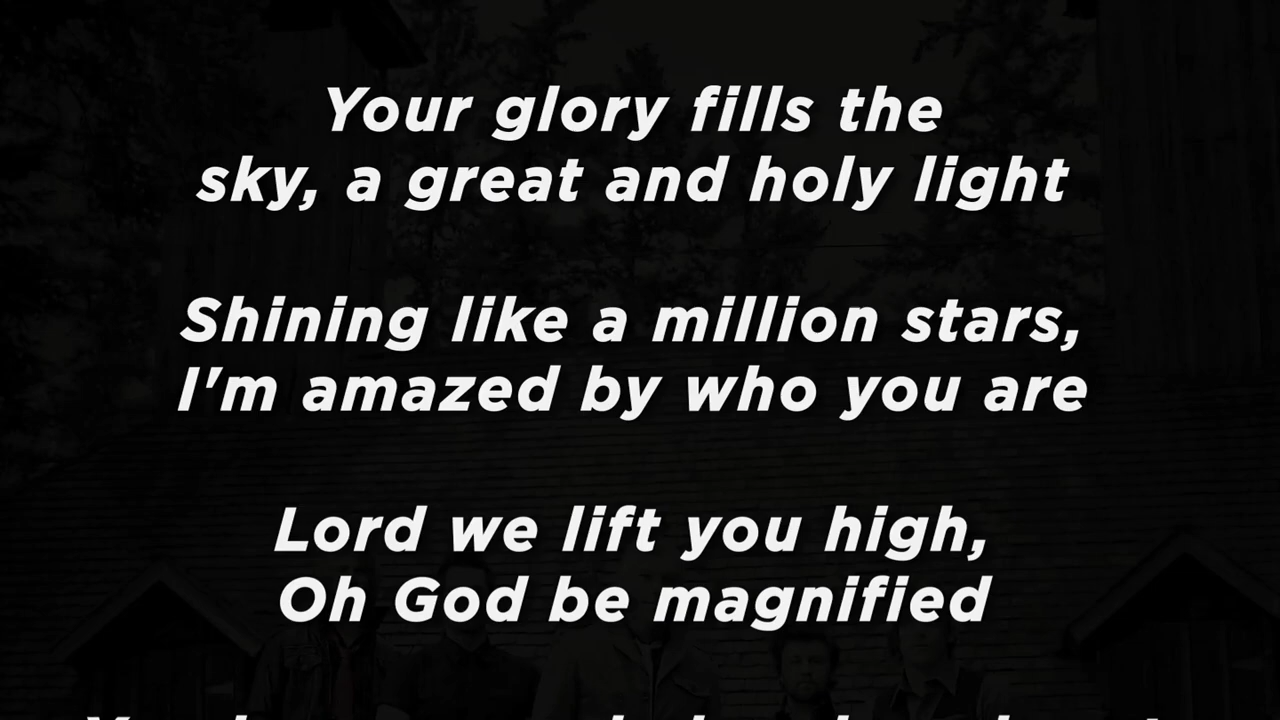 Your glory fills the
sky, a great and holy light
Shining like a million stars,
I'm amazed by who you are
Lord we lift you high,
Oh God be magnified